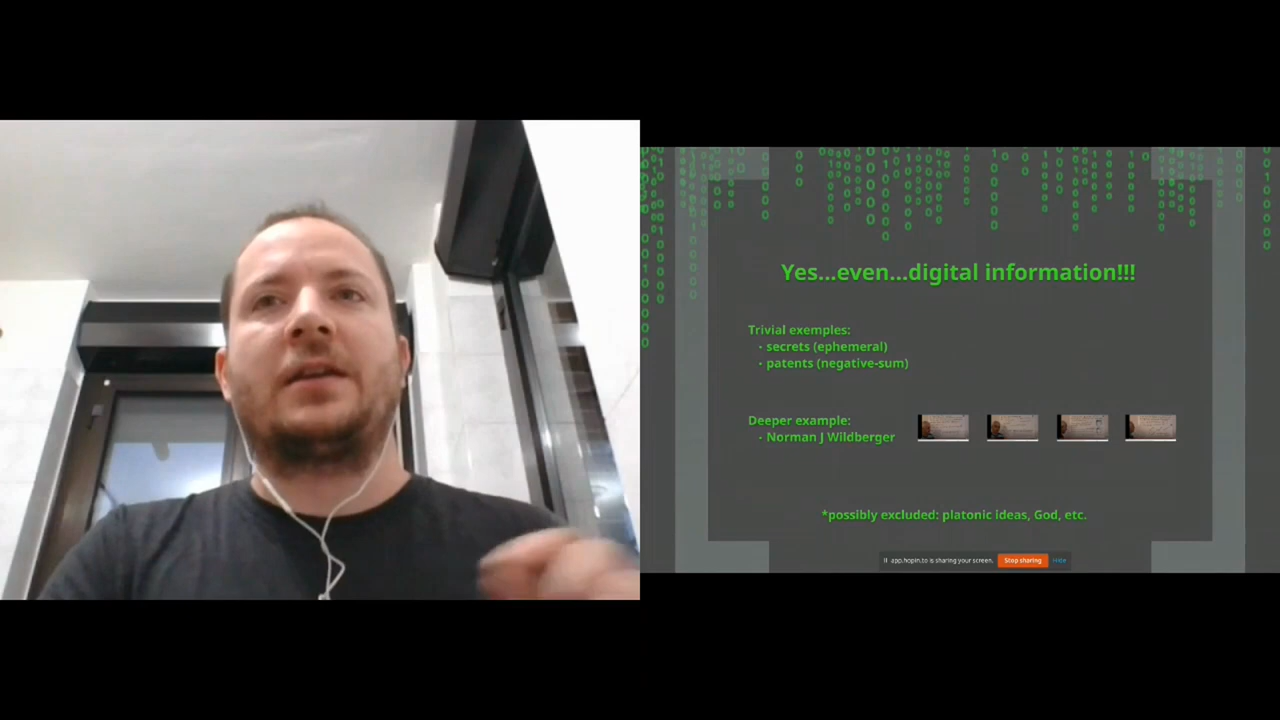 Yes...even...digital information!!!
Trivial exemples:
- secrets (ephemeral)
- patents (negative-sum)
Deeper example:
- Norman J Wildberger
*possibly excluded: platonic ideas, God, etc.
app.hopin.to is sharing your screen. Stop sharing Hide